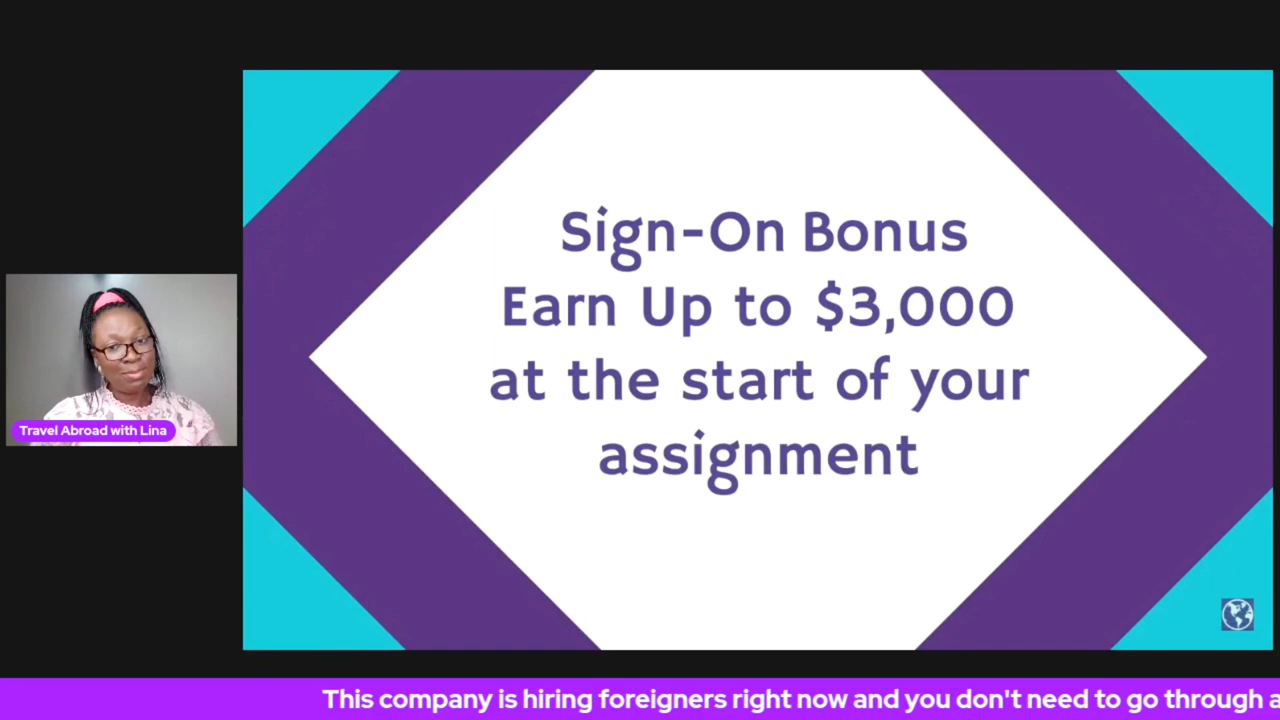 Sign-On Bonus
Earn Up to $3,000
at the start of your
assignment
Travel Abroad with Lina
This company is hiring foreigners right now and you don't need to go through